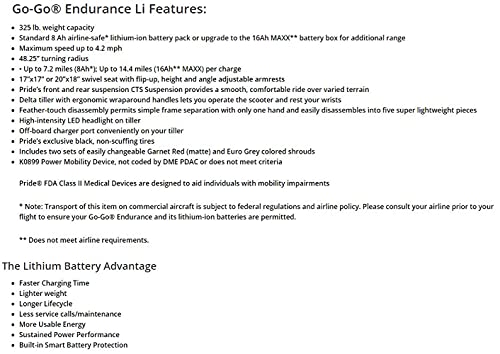 Go-Go® Endurance Li Features:
• 325 lb. weight capacity
• Standard 8 Ah airline-safe* lithium-ion battery pack or upgrade to the 16Ah MAXX** battery box for additional range
• Maximum speed up to 4.2 mph
• 48.25" turning radius
• - Up to 7.2 miles (8Ah*); Up to 14.4 miles (16Ah** MAXX) per charge
• 17"x17" or 20"x18" swivel seat with flip-up, height and angle adjustable armrests
• Pride's front and rear suspension CTS Suspension provides a smooth, comfortable ride over varied terrain
• Delta tiller with ergonomic wraparound handles lets you operate the scooter and rest your wrists
• Feather-touch disassembly permits simple frame separation with only one hand and easily disassembles into five super lightweight pieces
• High-intensity LED headlight on tiller
• Off-board charger port conveniently on your tiller
• Pride's exclusive black, non-scuffing tires
• Includes two sets of easily changeable Garnet Red (matte) and Euro Grey colored shrouds
• K0899 Power Mobility Device, not coded by DME PDAC or does not meet criteria
Pride® FDA Class II Medical Devices are designed to aid individuals with mobility impairments
* Note: Transport of this item on commercial aircraft is subject to federal regulations and airline policy. Please consult your airline prior to your
flight to ensure your Go-Go® Endurance and its lithium-ion batteries are permitted.
** Does not meet airline requirements.
The Lithium Battery Advantage
• Faster Charging Time
• Lighter weight
• Longer Lifecycle
• Less service calls/maintenance
• More Usable Energy
• Sustained Power Performance
• Built-in Smart Battery Protection